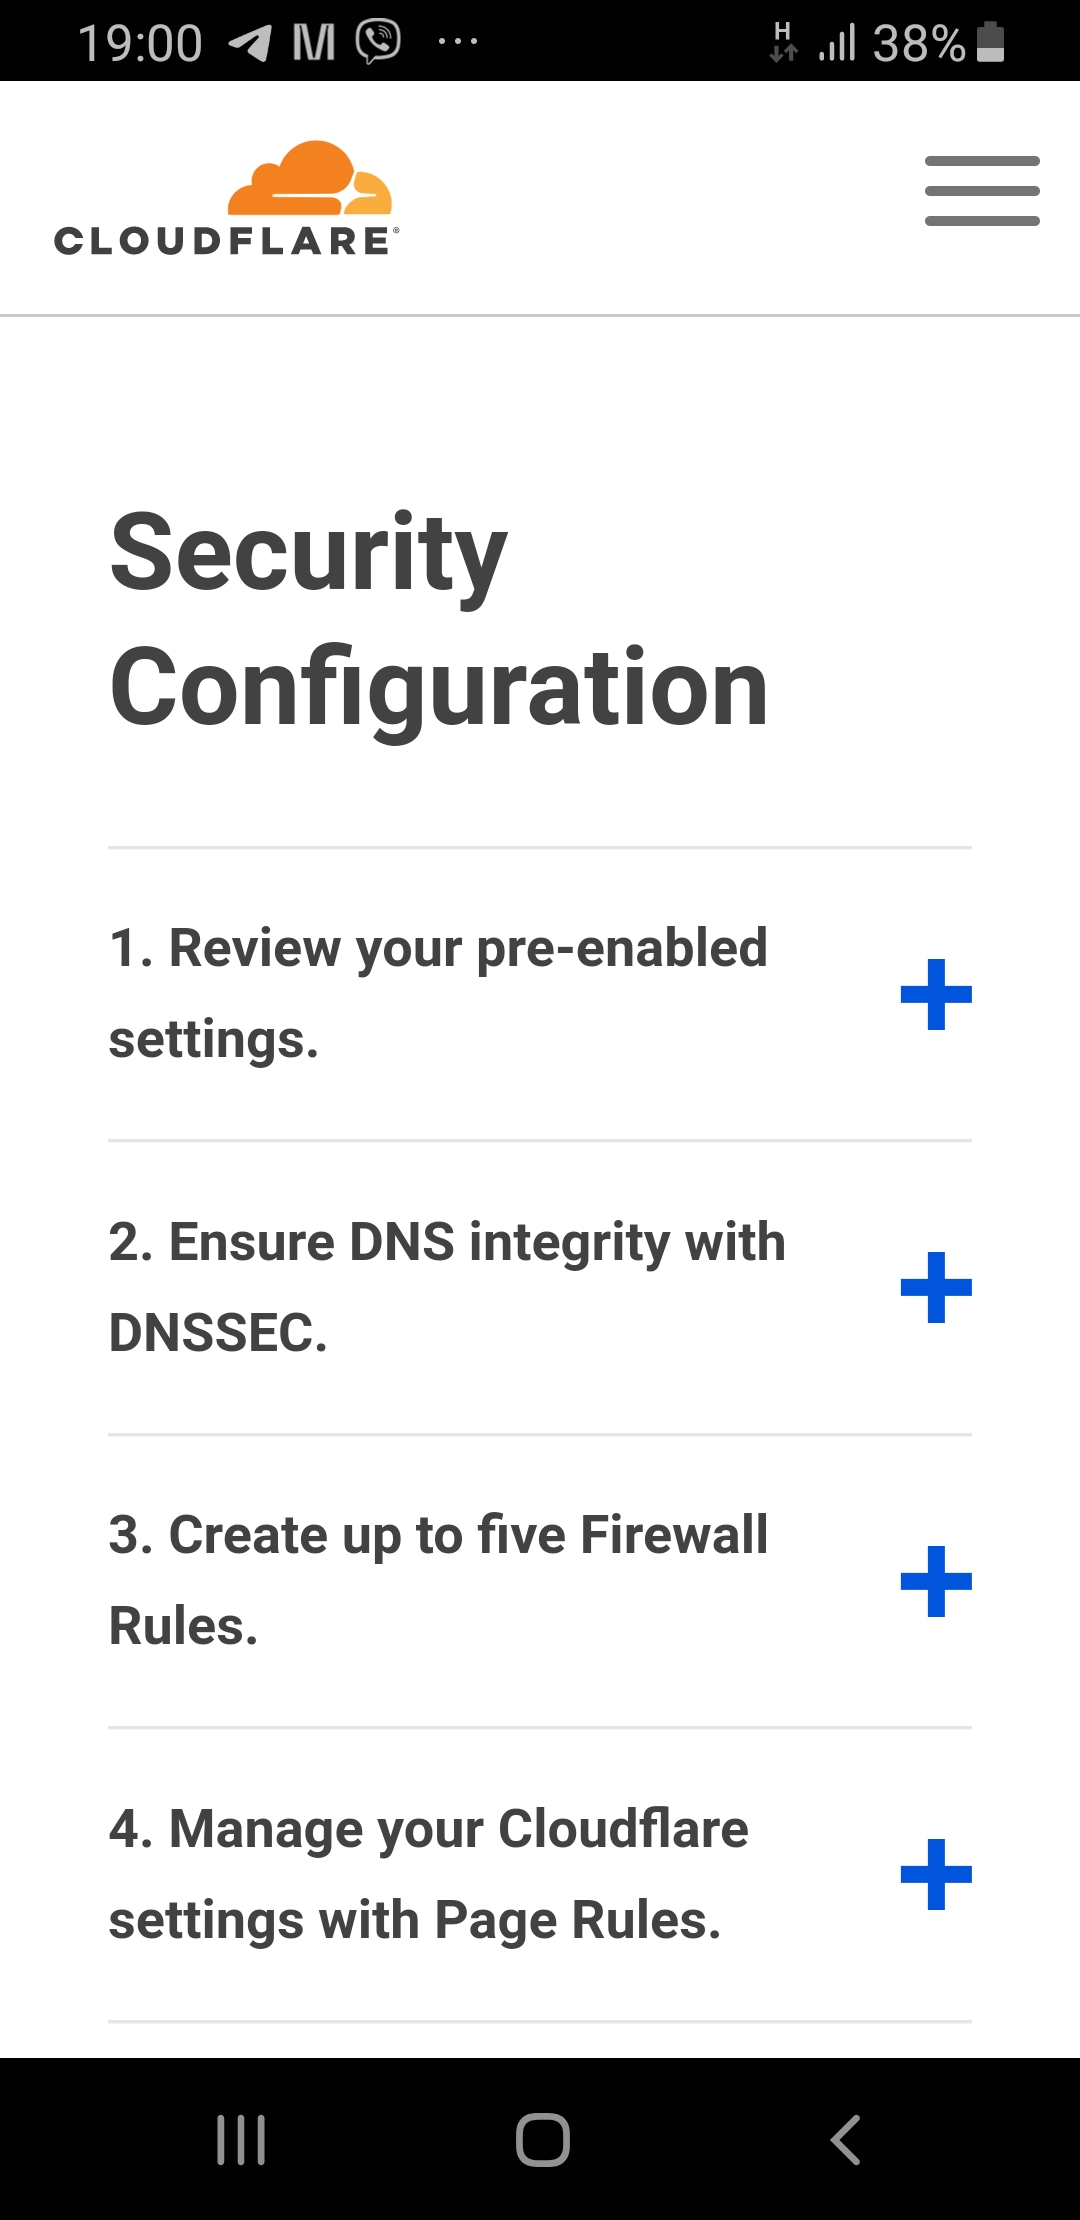 19:00 M ... H 38%
CLOUDFLARE®
Security
Configuration
1. Review your pre-enabled
settings.
2. Ensure DNS integrity with
DNSSEC.
3. Create up to five Firewall
Rules.
4. Manage your Cloudflare
settings with Page Rules.